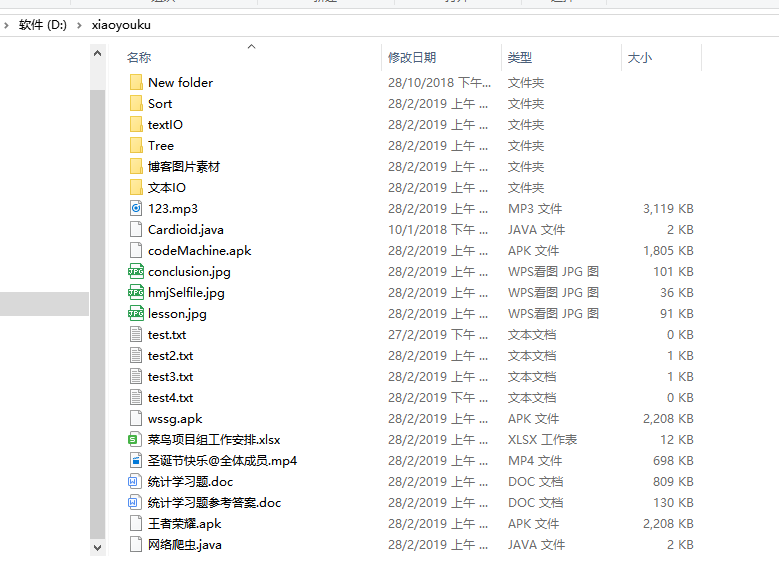 软件 (D:) › xiaoyouku
名称 修改日期 类型 大小
New folder 28/10/2018 下午... 文件夹
Sort 28/2/2019 上午 ... 文件夹
textIO 28/2/2019 上午 ... 文件夹
Tree 28/2/2019 上午 ... 文件夹
博客图片素材 28/2/2019 上午 ... 文件夹
文本IO 28/2/2019 上午 ... 文件夹
123.mp3 28/2/2019 上午 ... MP3 文件 3,119 KB
Cardioid.java 10/1/2018 下午... JAVA 文件 2 KB
codeMachine.apk 28/2/2019 上午 ... APK 文件 1,805 KB
conclusion.jpg 28/2/2019 上午 ... WPS看图 JPG 图 101 KB
hmjSelfile.jpg 28/2/2019 上午 ... WPS看图 JPG 图 36 KB
lesson.jpg 28/2/2019 上午 ... WPS看图 JPG 图 91 KB
test.txt 27/2/2019 下午 ... 文本文档 0 KB
test2.txt 28/2/2019 上午 ... 文本文档 1 KB
test3.txt 28/2/2019 上午 ... 文本文档 1 KB
test4.txt 28/2/2019 下午 ... 文本文档 0 KB
wssg.apk 28/2/2019 上午 ... APK 文件 2,208 KB
菜鸟项目组工作安排.xlsx 28/2/2019 上午 ... XLSX 工作表 12 KB
圣诞节快乐@全体成员.mp4 28/2/2019 上午 ... MP4 文件 698 KB
统计学习题.doc 28/2/2019 上午 ... DOC 文档 809 KB
统计学习题参考答案.doc 28/2/2019 上午 ... DOC 文档 130 KB
王者荣耀.apk 28/2/2019 上午 ... APK 文件 2,208 KB
网络爬虫.java 28/2/2019 上午 ... JAVA 文件 2 KB